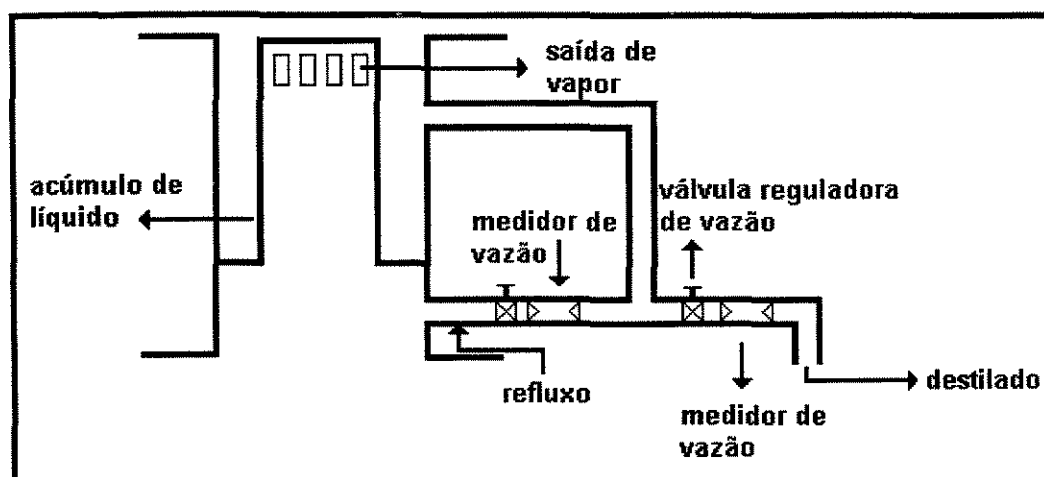 saída de
vapor
acúmulo de
líquido
medidor de
vazão
válvula reguladora
de vazão
refluxo
destilado
medidor de
vazão